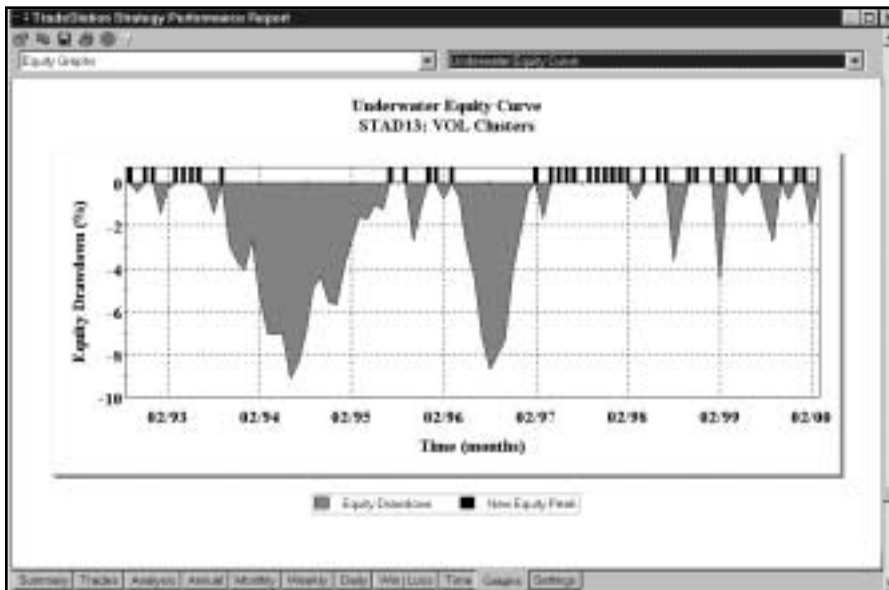 TradeStation Strategy Performance Report
Equity Graphs
Underwater Equity Curve
Underwater Equity Curve
STAD13: VOL Clusters
Equity Drawdown (%)
0
-2
-4
-6
-8
-10
02/93 02/94 02/95 02/96 02/97 02/98 02/99 02/00
Time (months)
Equity Drawdown New Equity Peak
Summary Trades Analysis Annual Monthly Weekly Daily Win|Loss Time Graphs Settings